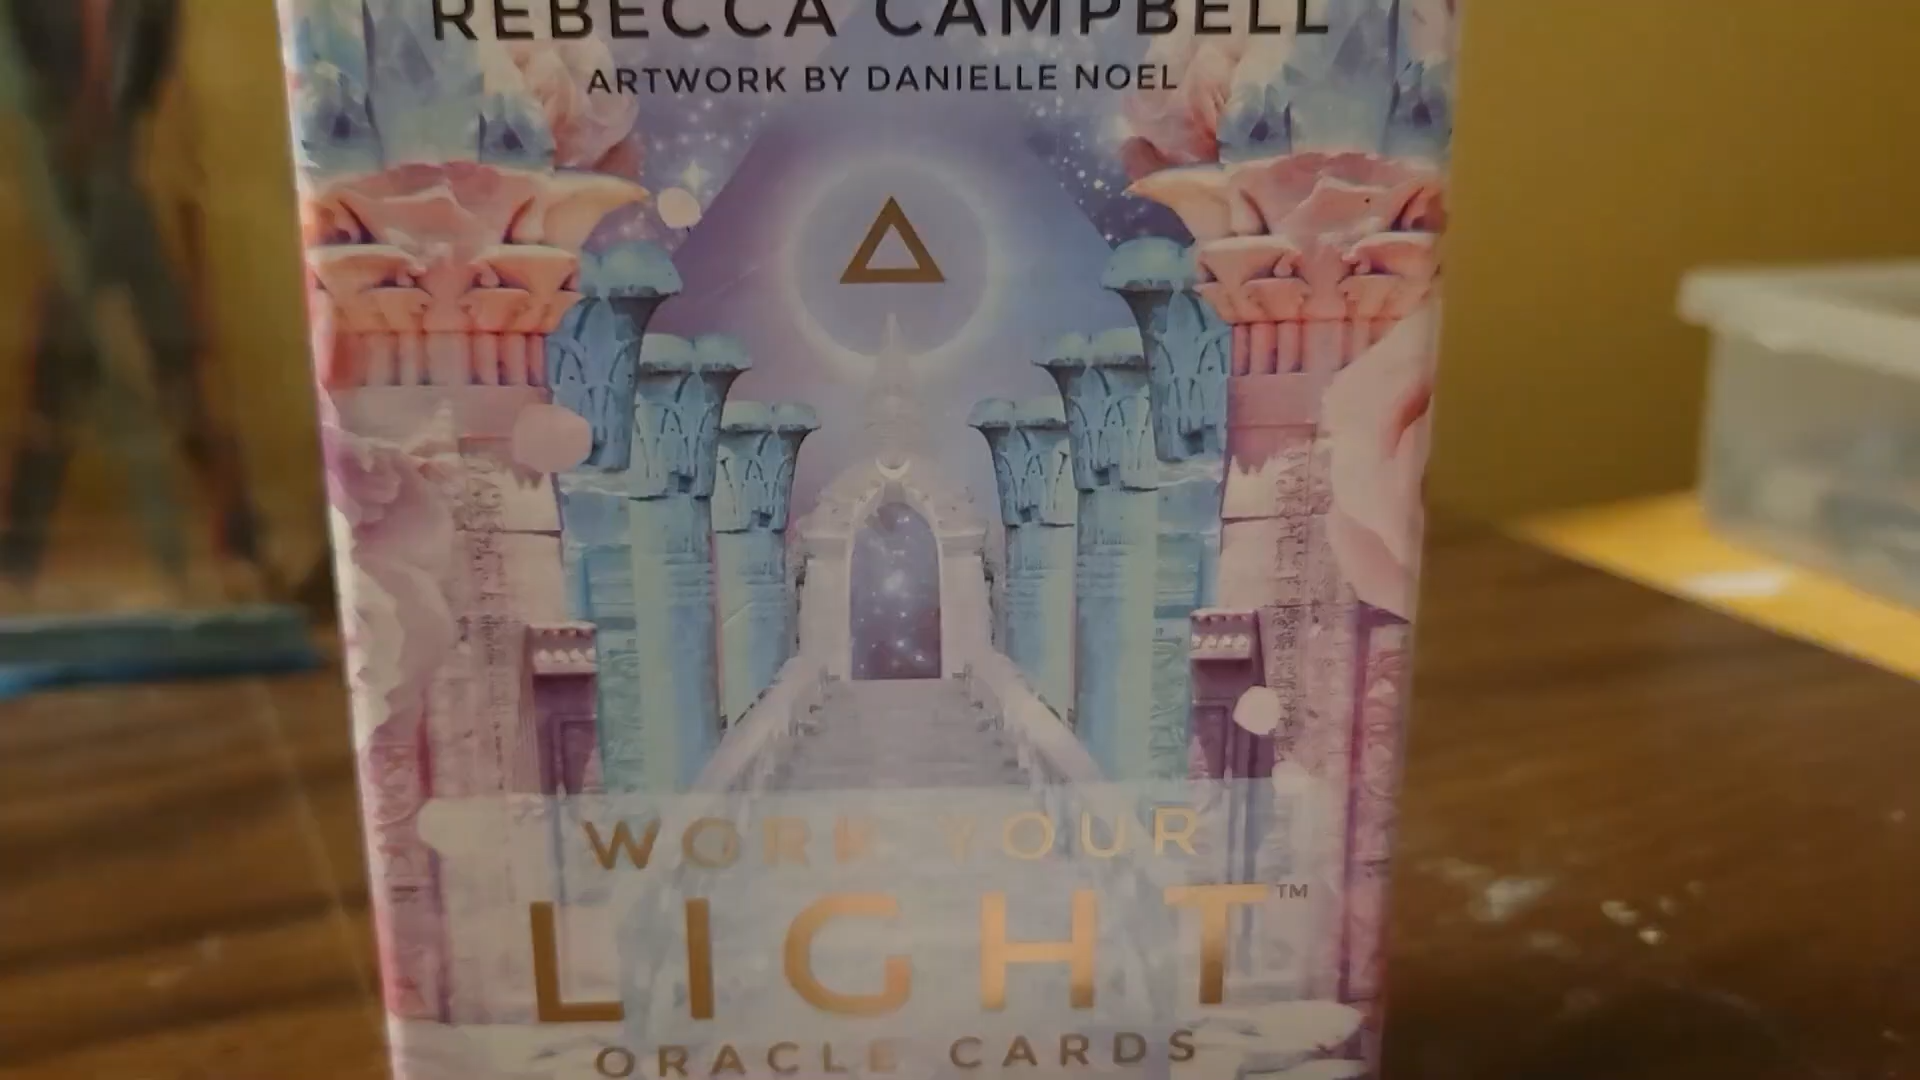 REBECCA CAMPBELL
ARTWORK BY DANIELLE NOEL
WORK YOUR
LIGHT™
ORACLE CARDS